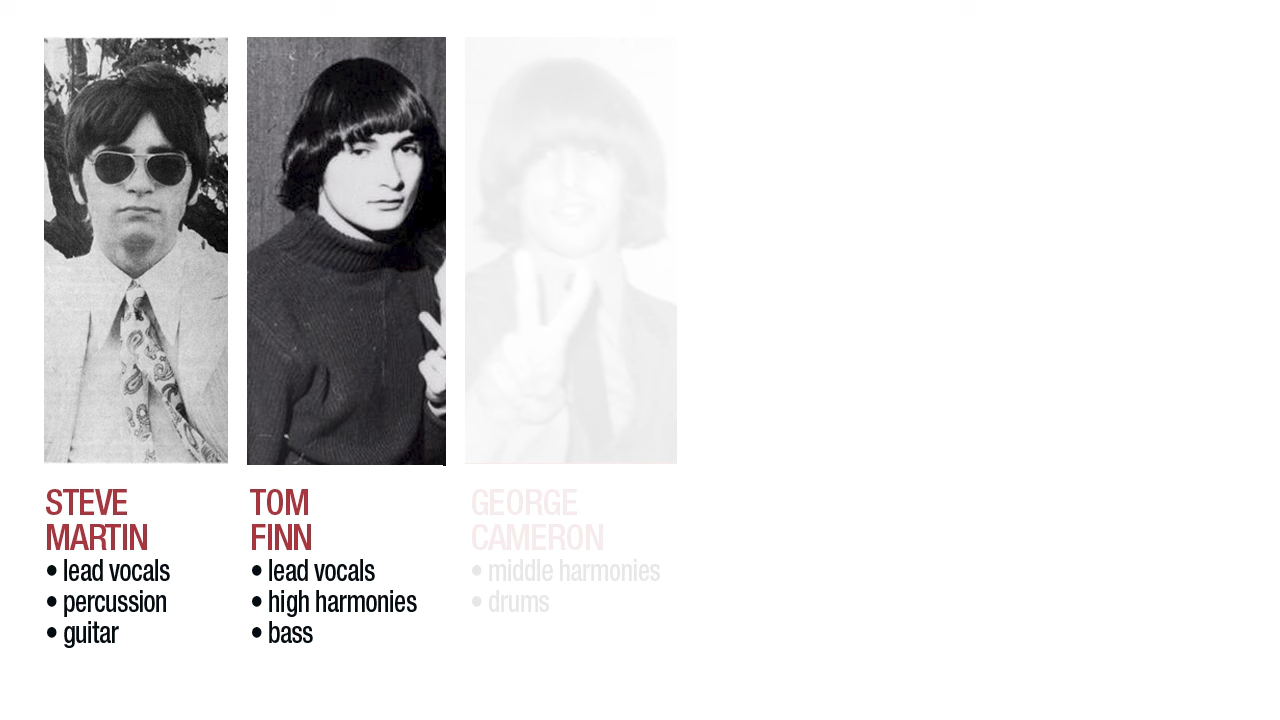 STEVE
MARTIN
• lead vocals
• percussion
• guitar
TOM
FINN
• lead vocals
• high harmonies
• bass
GEORGE
CAMERON
• middle harmonies
• drums